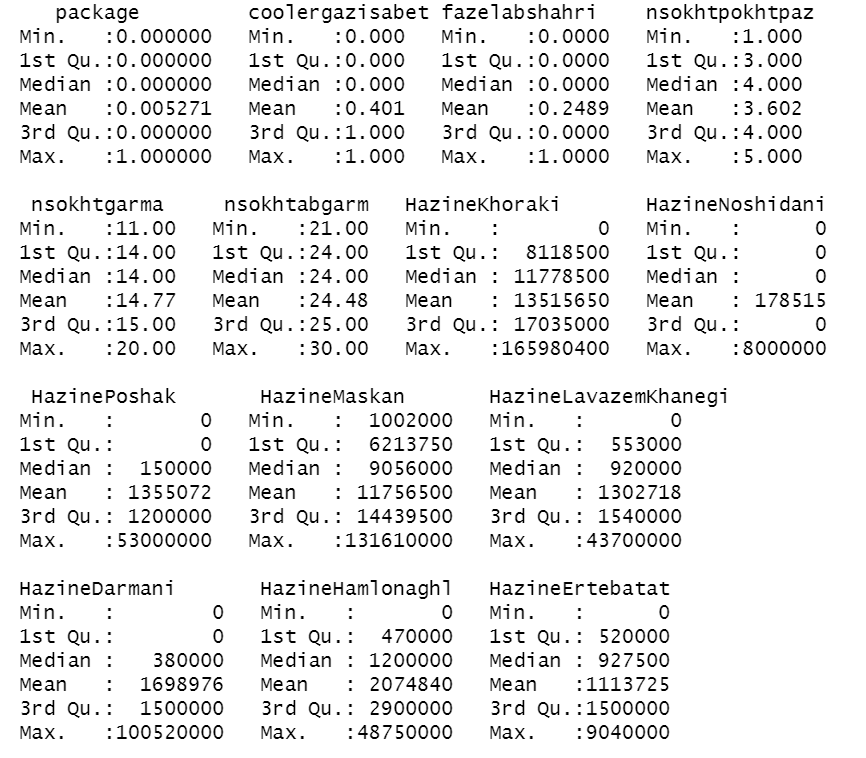 package coolergazisabet fazelabshahri nsokhtpokhtpaz
Min. :0.000000 Min. :0.000 Min. :0.0000 Min. :1.000
1st Qu.:0.000000 1st Qu.:0.000 1st Qu.:0.0000 1st Qu.:3.000
Median :0.000000 Median :0.000 Median :0.0000 Median :4.000
Mean :0.005271 Mean :0.401 Mean :0.2489 Mean :3.602
3rd Qu.:0.000000 3rd Qu.:1.000 3rd Qu.:0.0000 3rd Qu.:4.000
Max. :1.000000 Max. :1.000 Max. :1.0000 Max. :5.000
nsokhtgarma nsokhtabgarm HazineKhoraki HazineNoshidani
Min. :11.00 Min. :21.00 Min. : 0 Min. : 0
1st Qu.:14.00 1st Qu.:24.00 1st Qu.: 8118500 1st Qu.: 0
Median :14.00 Median :24.00 Median : 11778500 Median : 0
Mean :14.77 Mean :24.48 Mean : 13515650 Mean : 178515
3rd Qu.:15.00 3rd Qu.:25.00 3rd Qu.: 17035000 3rd Qu.: 0
Max. :20.00 Max. :30.00 Max. :165980400 Max. :8000000
HazinePoshak HazineMaskan HazineLavazemKhanegi
Min. : 0 Min. : 1002000 Min. : 0
1st Qu.: 0 1st Qu.: 6213750 1st Qu.: 553000
Median : 150000 Median : 9056000 Median : 920000
Mean : 1355072 Mean : 11756500 Mean : 1302718
3rd Qu.: 1200000 3rd Qu.: 14439500 3rd Qu.: 1540000
Max. :53000000 Max. :131610000 Max. :43700000
HazineDarmani HazineHamlonaghl HazineErtebatat
Min. : 0 Min. : 0 Min. : 0
1st Qu.: 0 1st Qu.: 470000 1st Qu.: 520000
Median : 380000 Median : 1200000 Median : 927500
Mean : 1698976 Mean : 2074840 Mean :1113725
3rd Qu.: 1500000 3rd Qu.: 2900000 3rd Qu.:1500000
Max. :100520000 Max. :48750000 Max. :9040000